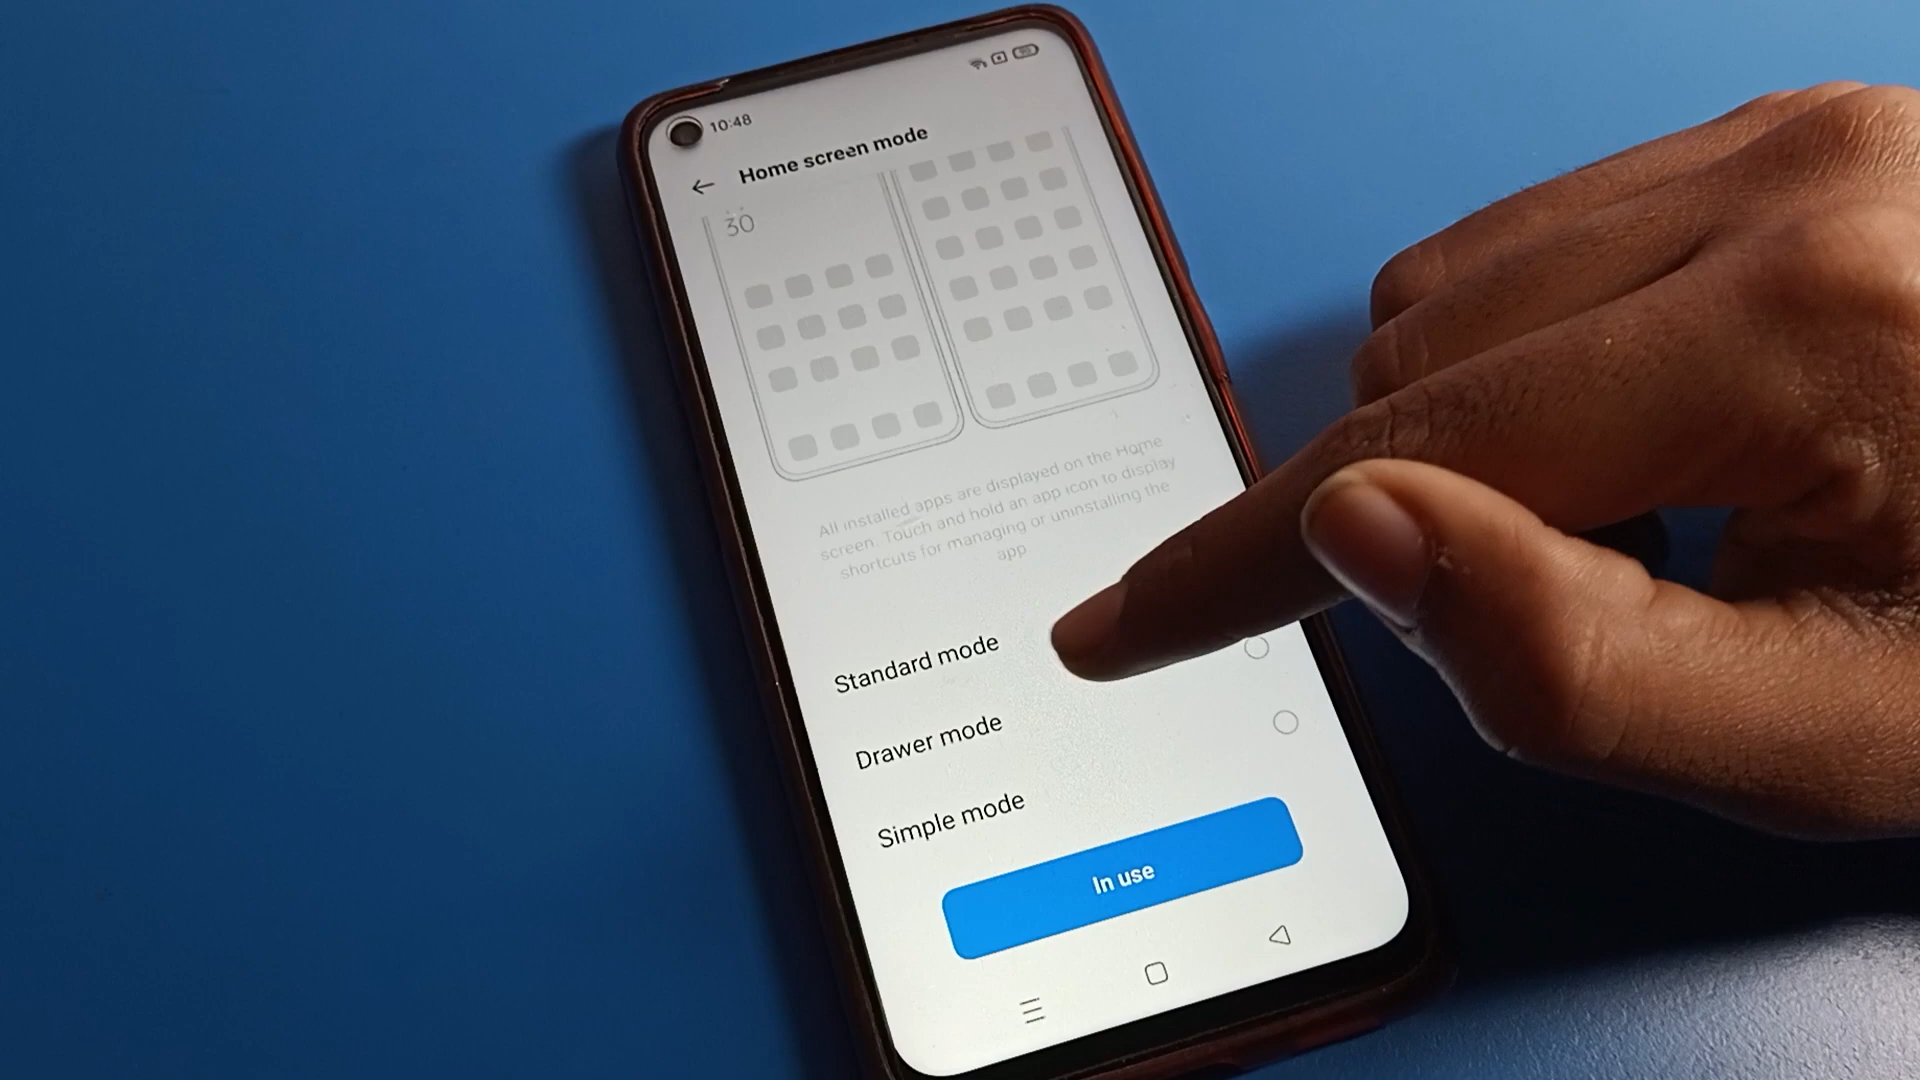 10:48
Home screen mode
30
All installed apps are displayed on the Home
screen. Touch and hold an app icon to display
shortcuts for managing or uninstalling the
app
Standard mode
Drawer mode
Simple mode
In use